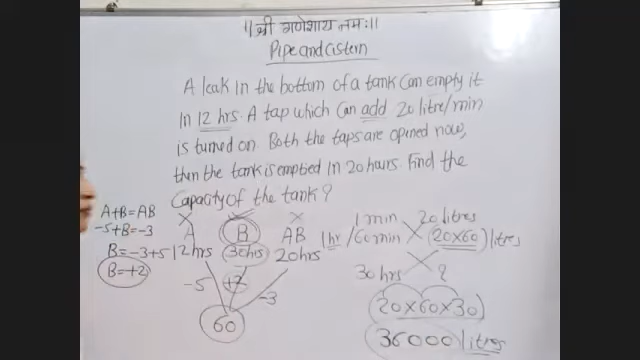 ॥ श्री गणेशाय नमः ॥
Pipe and Cistern
A leak in the bottom of a tank Can empty it
In 12 hrs. A tap which Can add 20 litre/min
is turned on. Both the taps are opened now,
then the tank is emptied In 20 hours. Find the
Capacity of the tank?
A+B=AB
-5+B=-3
B=-3+5
B=+2
A B AB
12hrs 30hrs 20hrs
-5 +2 -3
60
1 min 20 litres
1hr/60min (20×60) litres
30 hrs ?
20×60×30
36000 litres